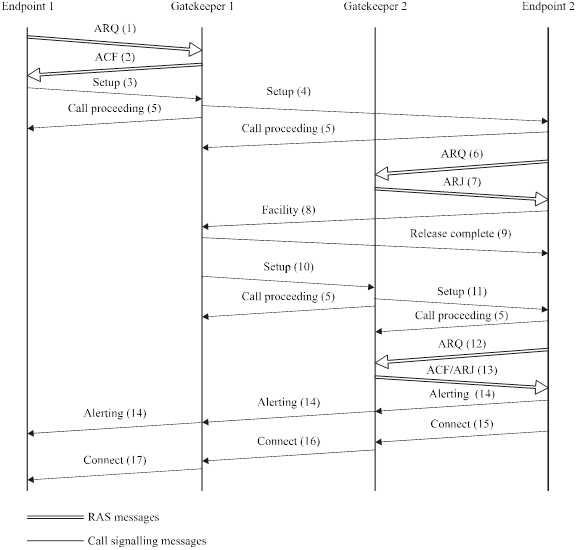 Endpoint 1
Gatekeeper 1
Gatekeeper 2
Endpoint 2
ARQ (1)
ACF (2)
Setup (3)
Setup (4)
Call proceeding (5)
Call proceeding (5)
ARQ (6)
ARJ (7)
Facility (8)
Release complete (9)
Setup (10)
Setup (11)
Call proceeding (5)
Call proceeding (5)
ARQ (12)
ACF/ARJ (13)
Alerting (14)
Alerting (14)
Alerting (14)
Connect (15)
Connect (16)
Connect (17)
RAS messages
Call signalling messages